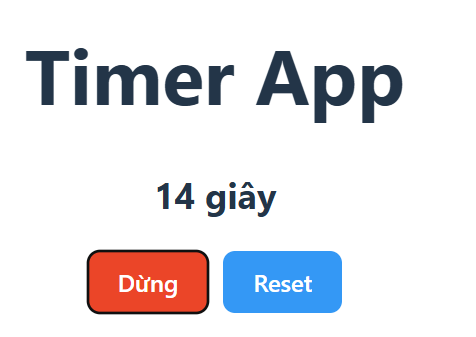 Timer App
14 giây
Dừng Reset